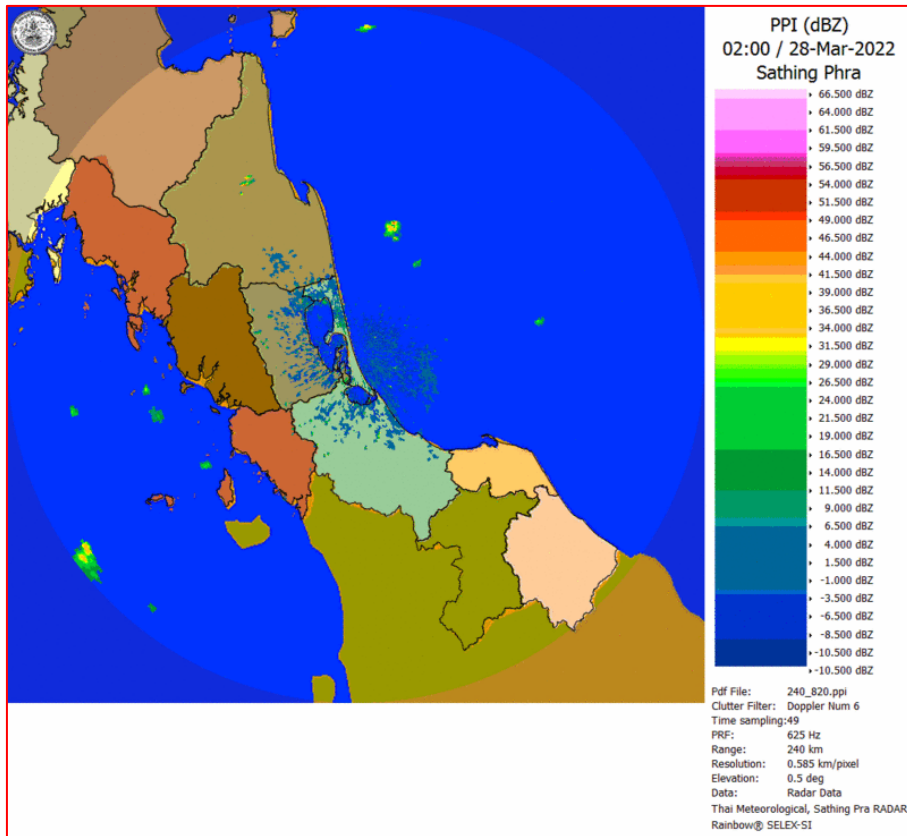 PPI (dBZ)
02:00 / 28-Mar-2022
Sathing Phra
66.500 dBZ
64.000 dBZ
61.500 dBZ
59.500 dBZ
56.500 dBZ
54.000 dBZ
51.500 dBZ
49.000 dBZ
46.500 dBZ
44.000 dBZ
41.500 dBZ
39.000 dBZ
36.500 dBZ
34.000 dBZ
31.500 dBZ
29.000 dBZ
26.500 dBZ
24.000 dBZ
21.500 dBZ
19.000 dBZ
16.500 dBZ
14.000 dBZ
11.500 dBZ
9.000 dBZ
6.500 dBZ
4.000 dBZ
1.500 dBZ
-1.000 dBZ
-3.500 dBZ
-6.500 dBZ
-8.500 dBZ
-10.500 dBZ
-10.500 dBZ
Pdf File: 240_820.ppi
Clutter Filter: Doppler Num 6
Time sampling:49
PRF: 625 Hz
Range: 240 km
Resolution: 0.585 km/pixel
Elevation: 0.5 deg
Data: Radar Data
Thai Meteorological, Sathing Pra RADAR
Rainbow® SELEX-SI